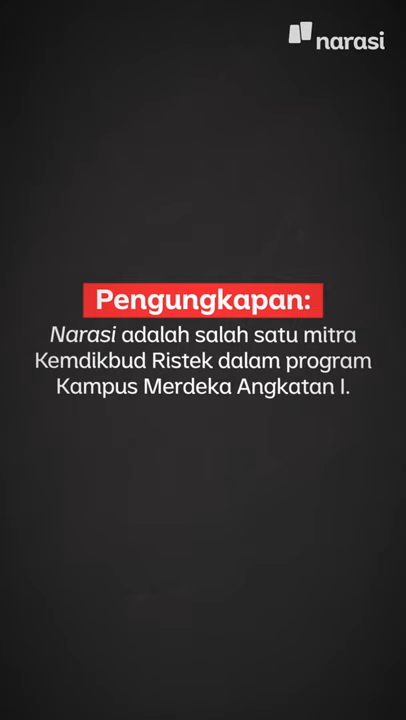 narasi
Pengungkapan:
Narasi adalah salah satu mitra
Kemdikbud Ristek dalam program
Kampus Merdeka Angkatan I.